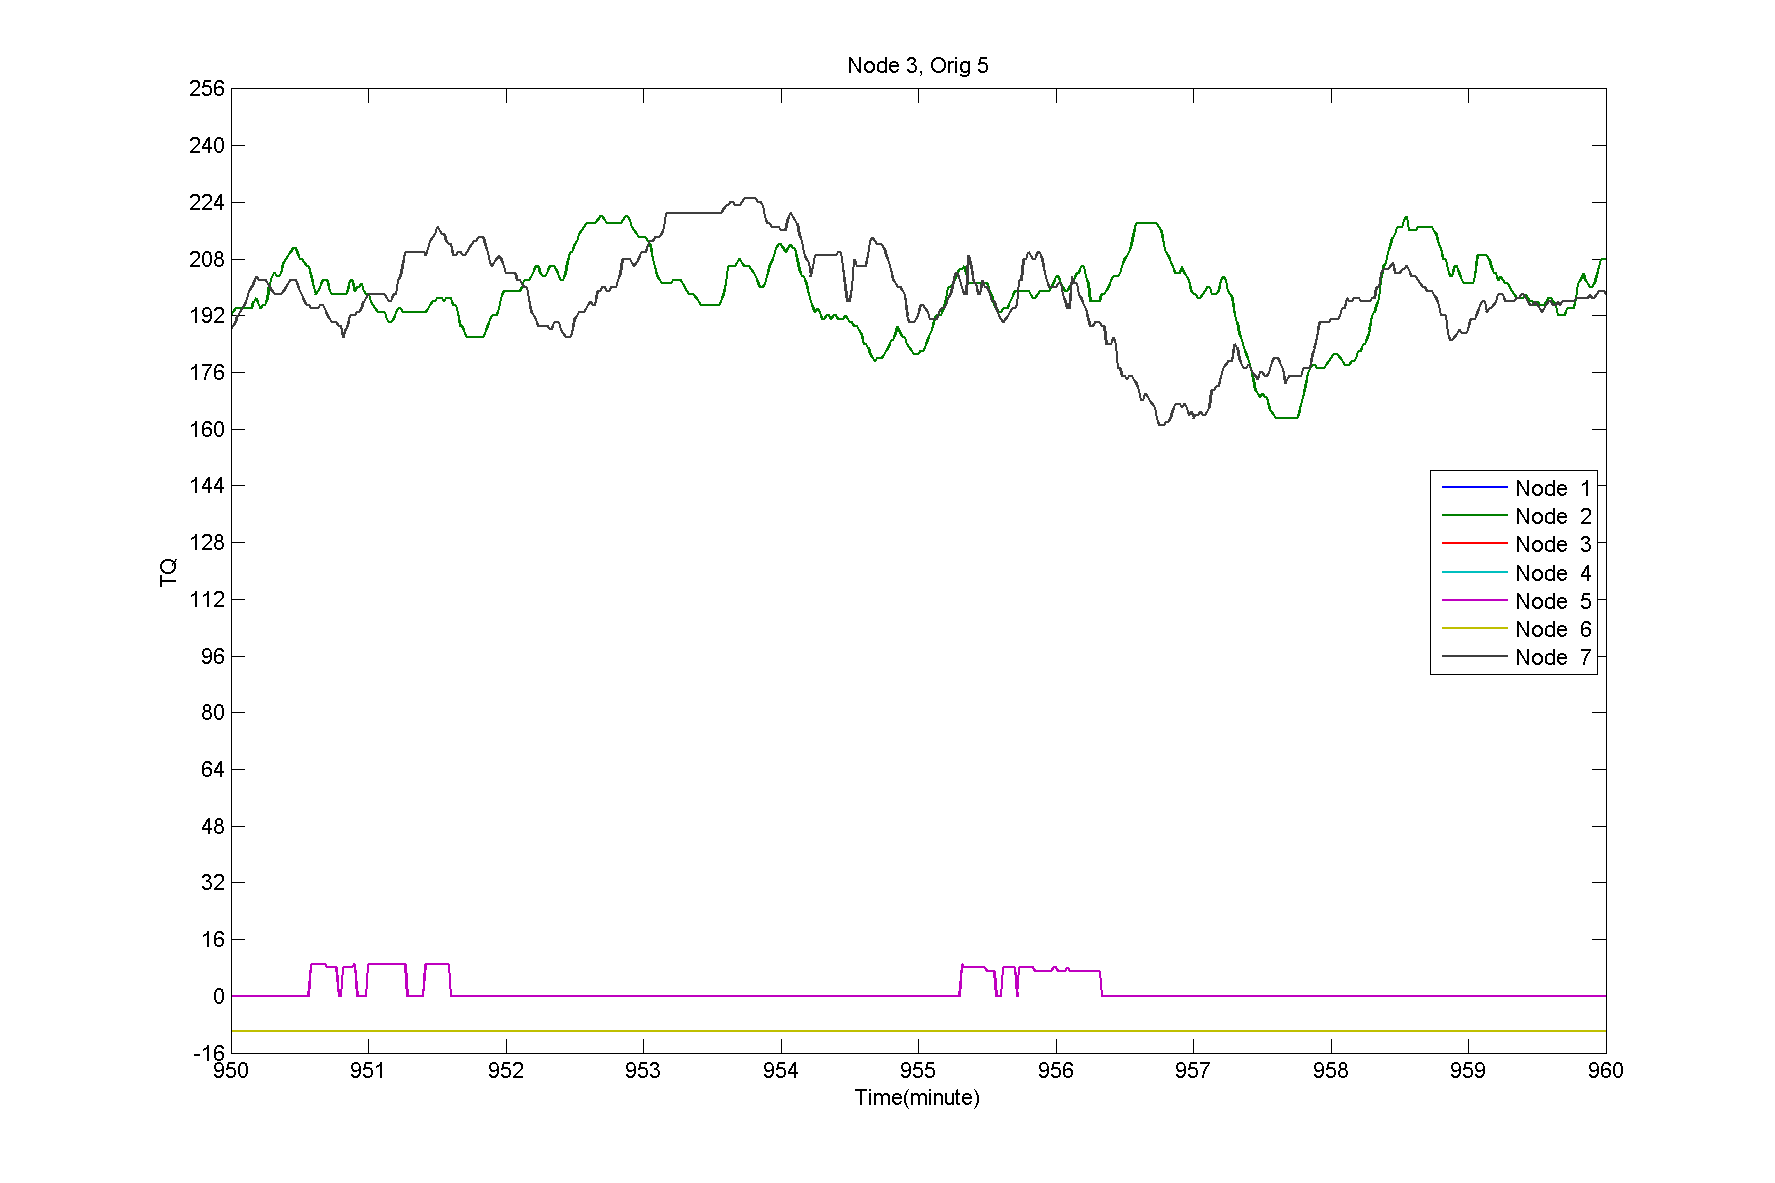 Node 3, Orig 5
256
240
224
208
192
176
160
144
128
112
96
80
64
48
32
16
0
-16
TQ
Node 1
Node 2
Node 3
Node 4
Node 5
Node 6
Node 7
950 951 952 953 954 955 956 957 958 959 960
Time(minute)